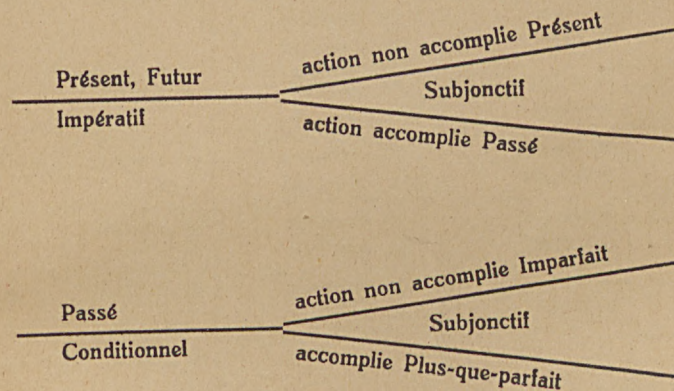 Présent, Futur
Impératif
action non accomplie Présent
Subjonctif
action accomplie Passé
Passé
Conditionnel
action non accomplie Imparfait
Subjonctif
accomplie Plus-que-parfait